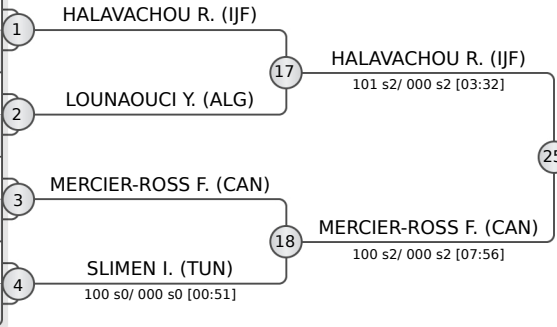 HALAVACHOU R. (IJF)
1
17
HALAVACHOU R. (IJF)
101 s2/ 000 s2 [03:32]
LOUNAOUCI Y. (ALG)
2
25
MERCIER-ROSS F. (CAN)
3
18
MERCIER-ROSS F. (CAN)
100 s2/ 000 s2 [07:56]
SLIMEN I. (TUN)
4
100 s0/ 000 s0 [00:51]